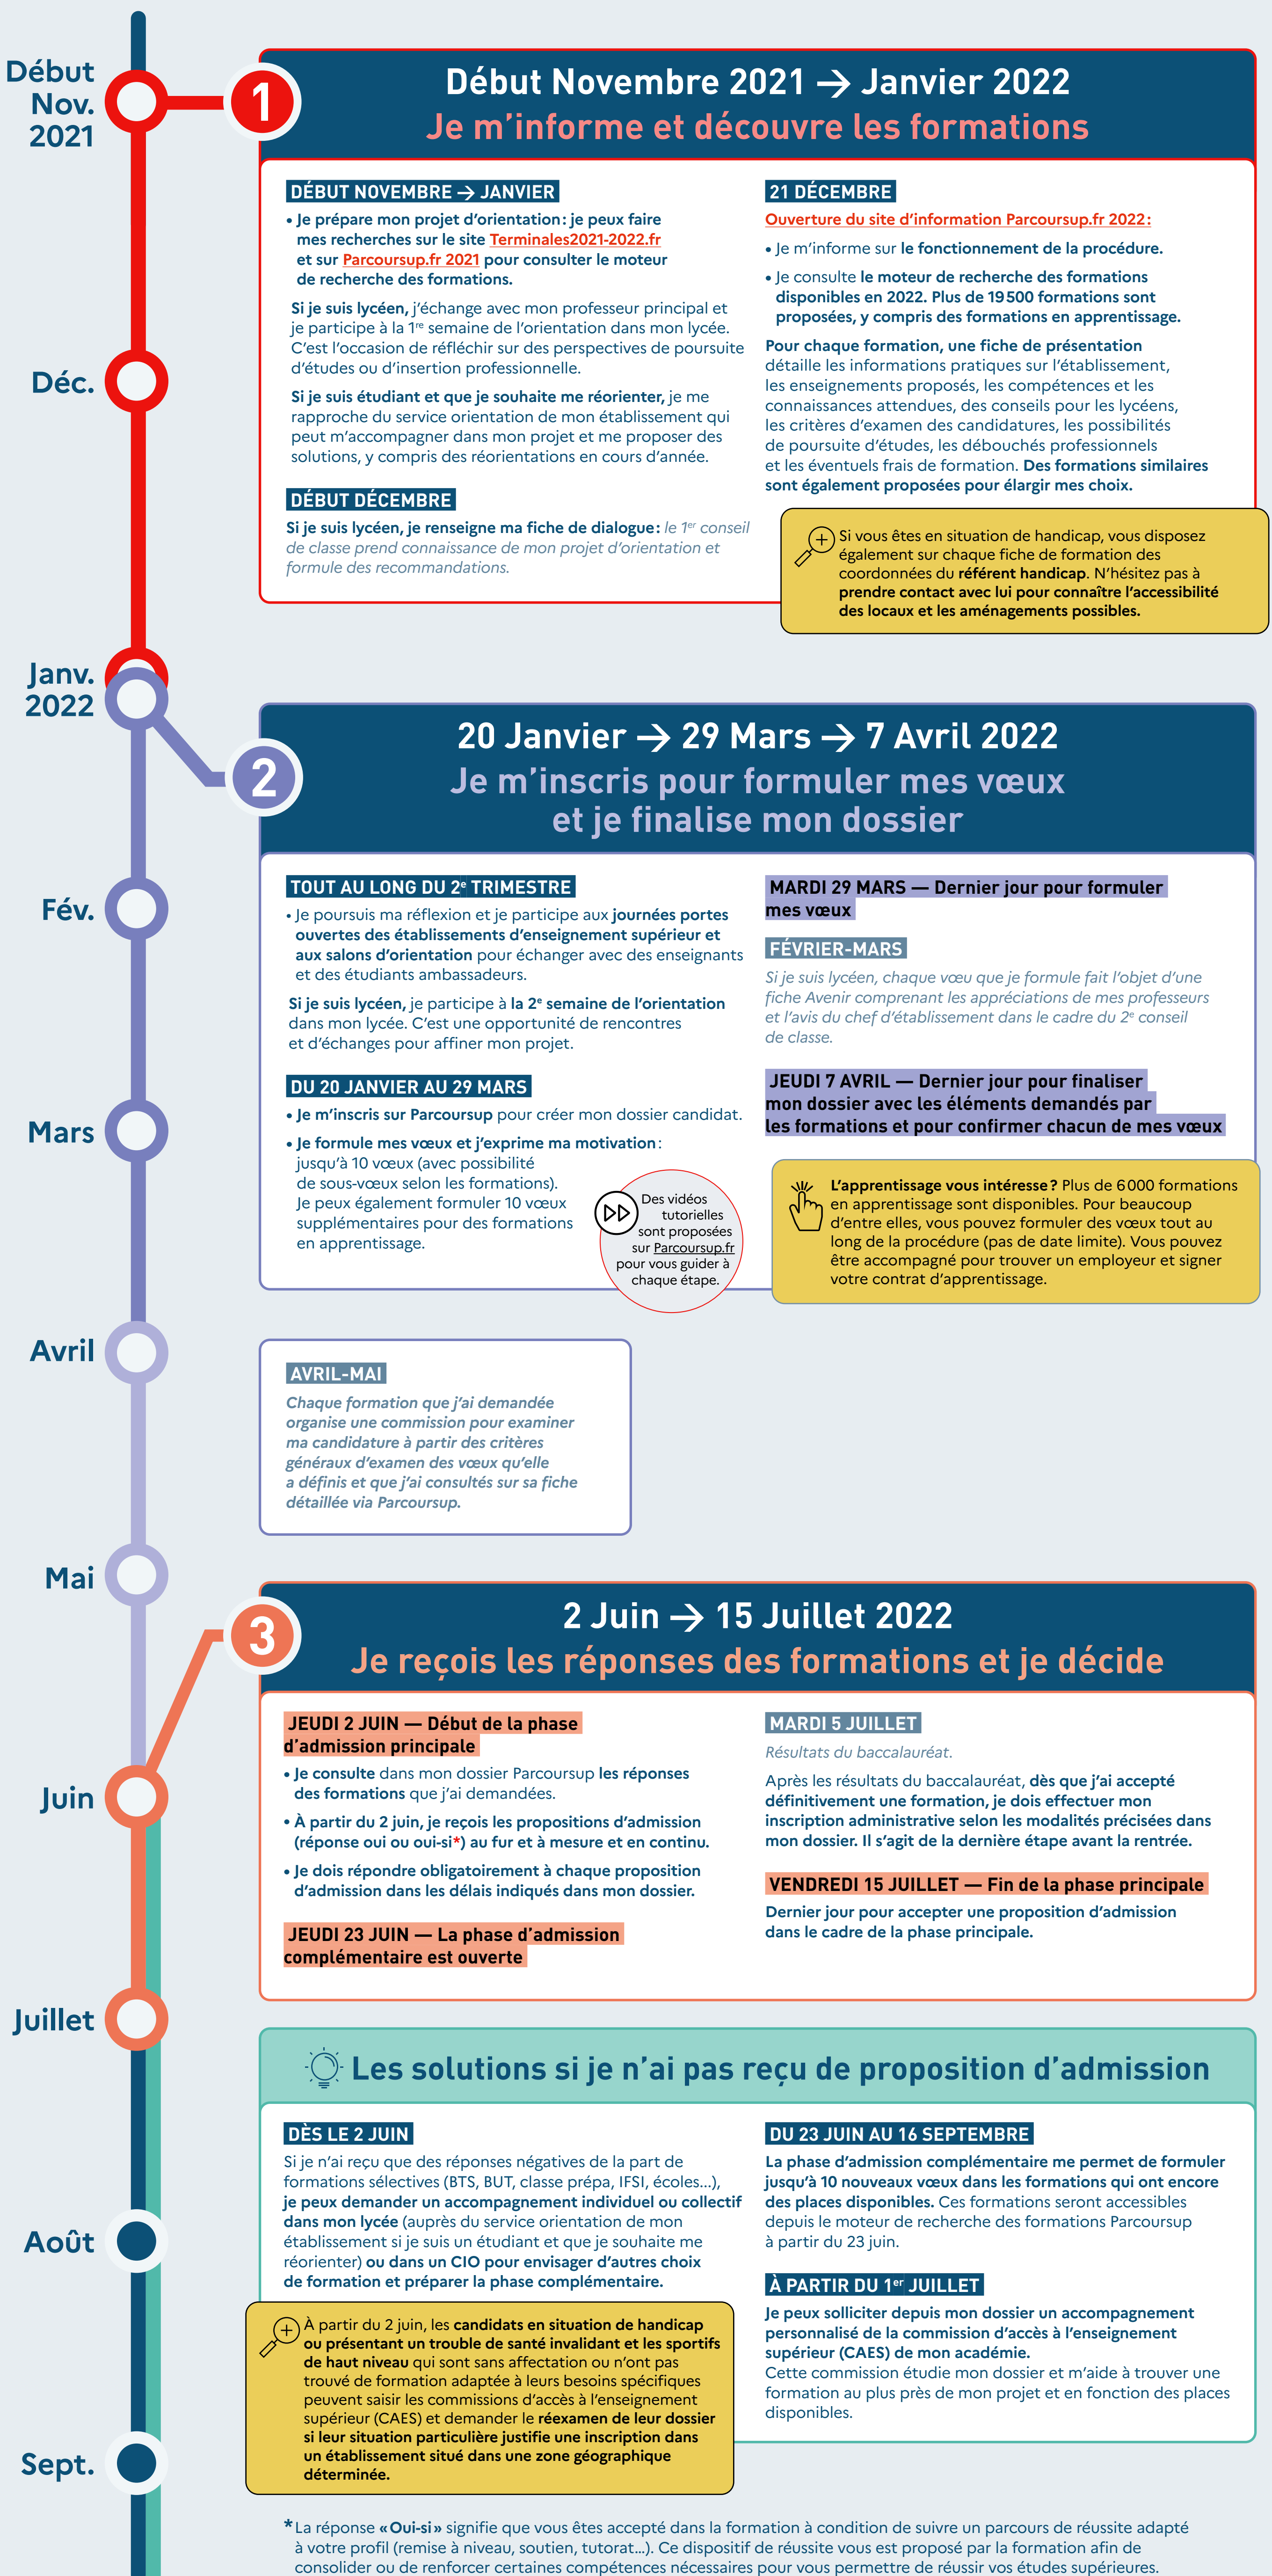 Début
Nov.
2021
1
Début Novembre 2021 → Janvier 2022
Je m’informe et découvre les formations
DÉBUT NOVEMBRE → JANVIER
• Je prépare mon projet d’orientation : je peux faire
mes recherches sur le site Terminales2021-2022.fr
et sur Parcoursup.fr 2021 pour consulter le moteur
de recherche des formations.
Si je suis lycéen, j’échange avec mon professeur principal et
je participe à la 1re semaine de l’orientation dans mon lycée.
C’est l’occasion de réfléchir sur des perspectives de poursuite
d’études ou d’insertion professionnelle.
Si je suis étudiant et que je souhaite me réorienter, je me
rapproche du service orientation de mon établissement qui
peut m’accompagner dans mon projet et me proposer des
solutions, y compris des réorientations en cours d’année.
DÉBUT DÉCEMBRE
Si je suis lycéen, je renseigne ma fiche de dialogue : le 1er conseil
de classe prend connaissance de mon projet d’orientation et
formule des recommandations.
21 DÉCEMBRE
Ouverture du site d’information Parcoursup.fr 2022 :
• Je m’informe sur le fonctionnement de la procédure.
• Je consulte le moteur de recherche des formations
disponibles en 2022. Plus de 19 500 formations sont
proposées, y compris des formations en apprentissage.
Pour chaque formation, une fiche de présentation
détaille les informations pratiques sur l’établissement,
les enseignements proposés, les compétences et les
connaissances attendues, des conseils pour les lycéens,
les critères d’examen des candidatures, les possibilités
de poursuite d’études, les débouchés professionnels
et les éventuels frais de formation. Des formations similaires
sont également proposées pour élargir mes choix.
Si vous êtes en situation de handicap, vous disposez
également sur chaque fiche de formation des
coordonnées du référent handicap. N’hésitez pas à
prendre contact avec lui pour connaître l’accessibilité
des locaux et les aménagements possibles.
Déc.
Janv.
2022
2
20 Janvier → 29 Mars → 7 Avril 2022
Je m’inscris pour formuler mes vœux
et je finalise mon dossier
TOUT AU LONG DU 2e TRIMESTRE
• Je poursuis ma réflexion et je participe aux journées portes
ouvertes des établissements d’enseignement supérieur et
aux salons d’orientation pour échanger avec des enseignants
et des étudiants ambassadeurs.
Si je suis lycéen, je participe à la 2e semaine de l’orientation
dans mon lycée. C’est une opportunité de rencontres
et d’échanges pour affiner mon projet.
DU 20 JANVIER AU 29 MARS
• Je m’inscris sur Parcoursup pour créer mon dossier candidat.
• Je formule mes vœux et j’exprime ma motivation :
jusqu’à 10 vœux (avec possibilité
de sous-vœux selon les formations).
Je peux également formuler 10 vœux
supplémentaires pour des formations
en apprentissage.
Des vidéos
tutorielles
sont proposées
sur Parcoursup.fr
pour vous guider à
chaque étape.
MARDI 29 MARS — Dernier jour pour formuler
mes vœux
FÉVRIER-MARS
Si je suis lycéen, chaque vœu que je formule fait l’objet d’une
fiche Avenir comprenant les appréciations de mes professeurs
et l’avis du chef d’établissement dans le cadre du 2e conseil
de classe.
JEUDI 7 AVRIL — Dernier jour pour finaliser
mon dossier avec les éléments demandés par
les formations et pour confirmer chacun de mes vœux
L’apprentissage vous intéresse ? Plus de 6 000 formations
en apprentissage sont disponibles. Pour beaucoup
d’entre elles, vous pouvez formuler des vœux tout au
long de la procédure (pas de date limite). Vous pouvez
être accompagné pour trouver un employeur et signer
votre contrat d’apprentissage.
Fév.
Mars
Avril
AVRIL-MAI
Chaque formation que j’ai demandée
organise une commission pour examiner
ma candidature à partir des critères
généraux d’examen des vœux qu’elle
a définis et que j’ai consultés sur sa fiche
détaillée via Parcoursup.
Mai
3
2 Juin → 15 Juillet 2022
Je reçois les réponses des formations et je décide
JEUDI 2 JUIN — Début de la phase
d’admission principale
• Je consulte dans mon dossier Parcoursup les réponses
des formations que j’ai demandées.
• À partir du 2 juin, je reçois les propositions d’admission
(réponse oui ou oui-si*) au fur et à mesure et en continu.
• Je dois répondre obligatoirement à chaque proposition
d’admission dans les délais indiqués dans mon dossier.
JEUDI 23 JUIN — La phase d’admission
complémentaire est ouverte
MARDI 5 JUILLET
Résultats du baccalauréat.
Après les résultats du baccalauréat, dès que j’ai accepté
définitivement une formation, je dois effectuer mon
inscription administrative selon les modalités précisées dans
mon dossier. Il s’agit de la dernière étape avant la rentrée.
VENDREDI 15 JUILLET — Fin de la phase principale
Dernier jour pour accepter une proposition d’admission
dans le cadre de la phase principale.
Juin
Juillet
Les solutions si je n’ai pas reçu de proposition d’admission
DÈS LE 2 JUIN
Si je n’ai reçu que des réponses négatives de la part de
formations sélectives (BTS, BUT, classe prépa, IFSI, écoles...),
je peux demander un accompagnement individuel ou collectif
dans mon lycée (auprès du service orientation de mon
établissement si je suis un étudiant et que je souhaite me
réorienter) ou dans un CIO pour envisager d’autres choix
de formation et préparer la phase complémentaire.
À partir du 2 juin, les candidats en situation de handicap
ou présentant un trouble de santé invalidant et les sportifs
de haut niveau qui sont sans affectation ou n’ont pas
trouvé de formation adaptée à leurs besoins spécifiques
peuvent saisir les commissions d’accès à l’enseignement
supérieur (CAES) et demander le réexamen de leur dossier
si leur situation particulière justifie une inscription dans
un établissement situé dans une zone géographique
déterminée.
DU 23 JUIN AU 16 SEPTEMBRE
La phase d’admission complémentaire me permet de formuler
jusqu’à 10 nouveaux vœux dans les formations qui ont encore
des places disponibles. Ces formations seront accessibles
depuis le moteur de recherche des formations Parcoursup
à partir du 23 juin.
À PARTIR DU 1er JUILLET
Je peux solliciter depuis mon dossier un accompagnement
personnalisé de la commission d’accès à l’enseignement
supérieur (CAES) de mon académie.
Cette commission étudie mon dossier et m’aide à trouver une
formation au plus près de mon projet et en fonction des places
disponibles.
Août
Sept.
* La réponse « Oui-si » signifie que vous êtes accepté dans la formation à condition de suivre un parcours de réussite adapté
à votre profil (remise à niveau, soutien, tutorat...). Ce dispositif de réussite vous est proposé par la formation afin de
consolider ou de renforcer certaines compétences nécessaires pour vous permettre de réussir vos études supérieures.